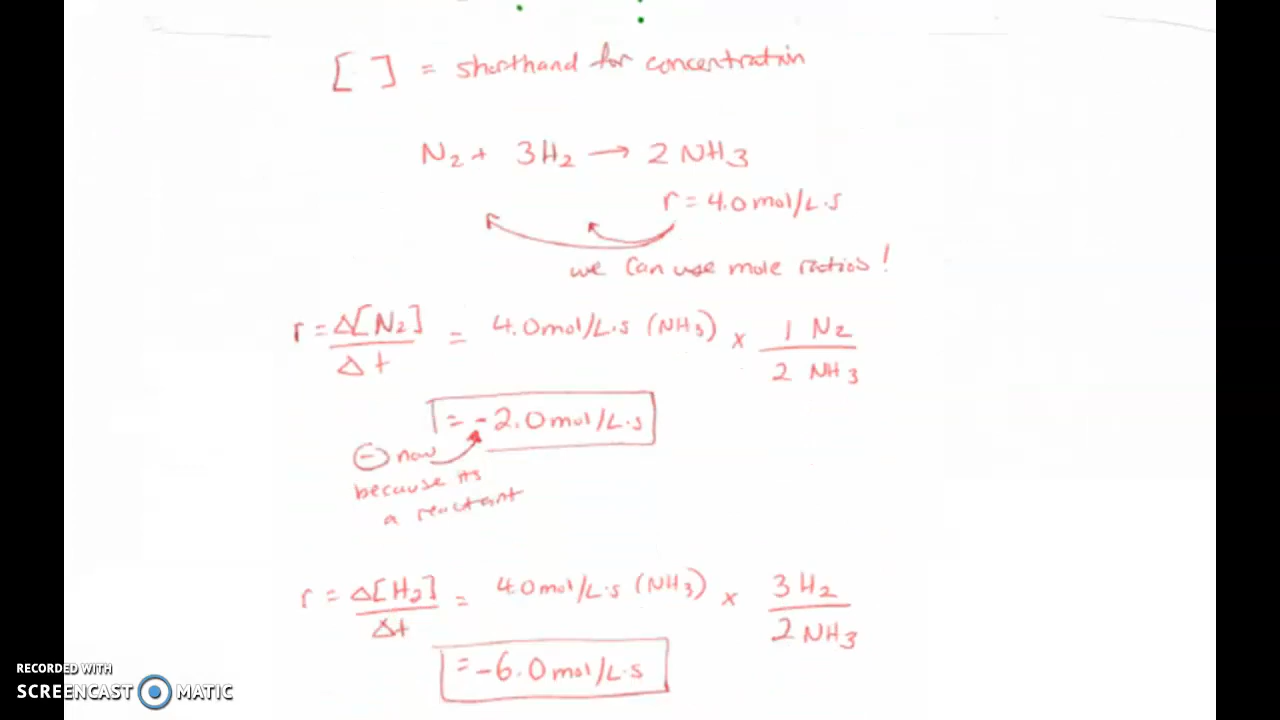 [ ] = shorthand for concentration
N2 + 3H2 → 2 NH3
r = 4.0 mol/L·s
we can use mole ratios!
r = Δ[N2]/Δt = 4.0 mol/L·s (NH3) × 1 N2/2 NH3
= -2.0 mol/L·s
⊖ now
because its
a reactant
r = Δ[H2]/Δt = 4.0 mol/L·s (NH3) × 3 H2/2 NH3
= -6.0 mol/L·s
RECORDED WITH
SCREENCAST MATIC